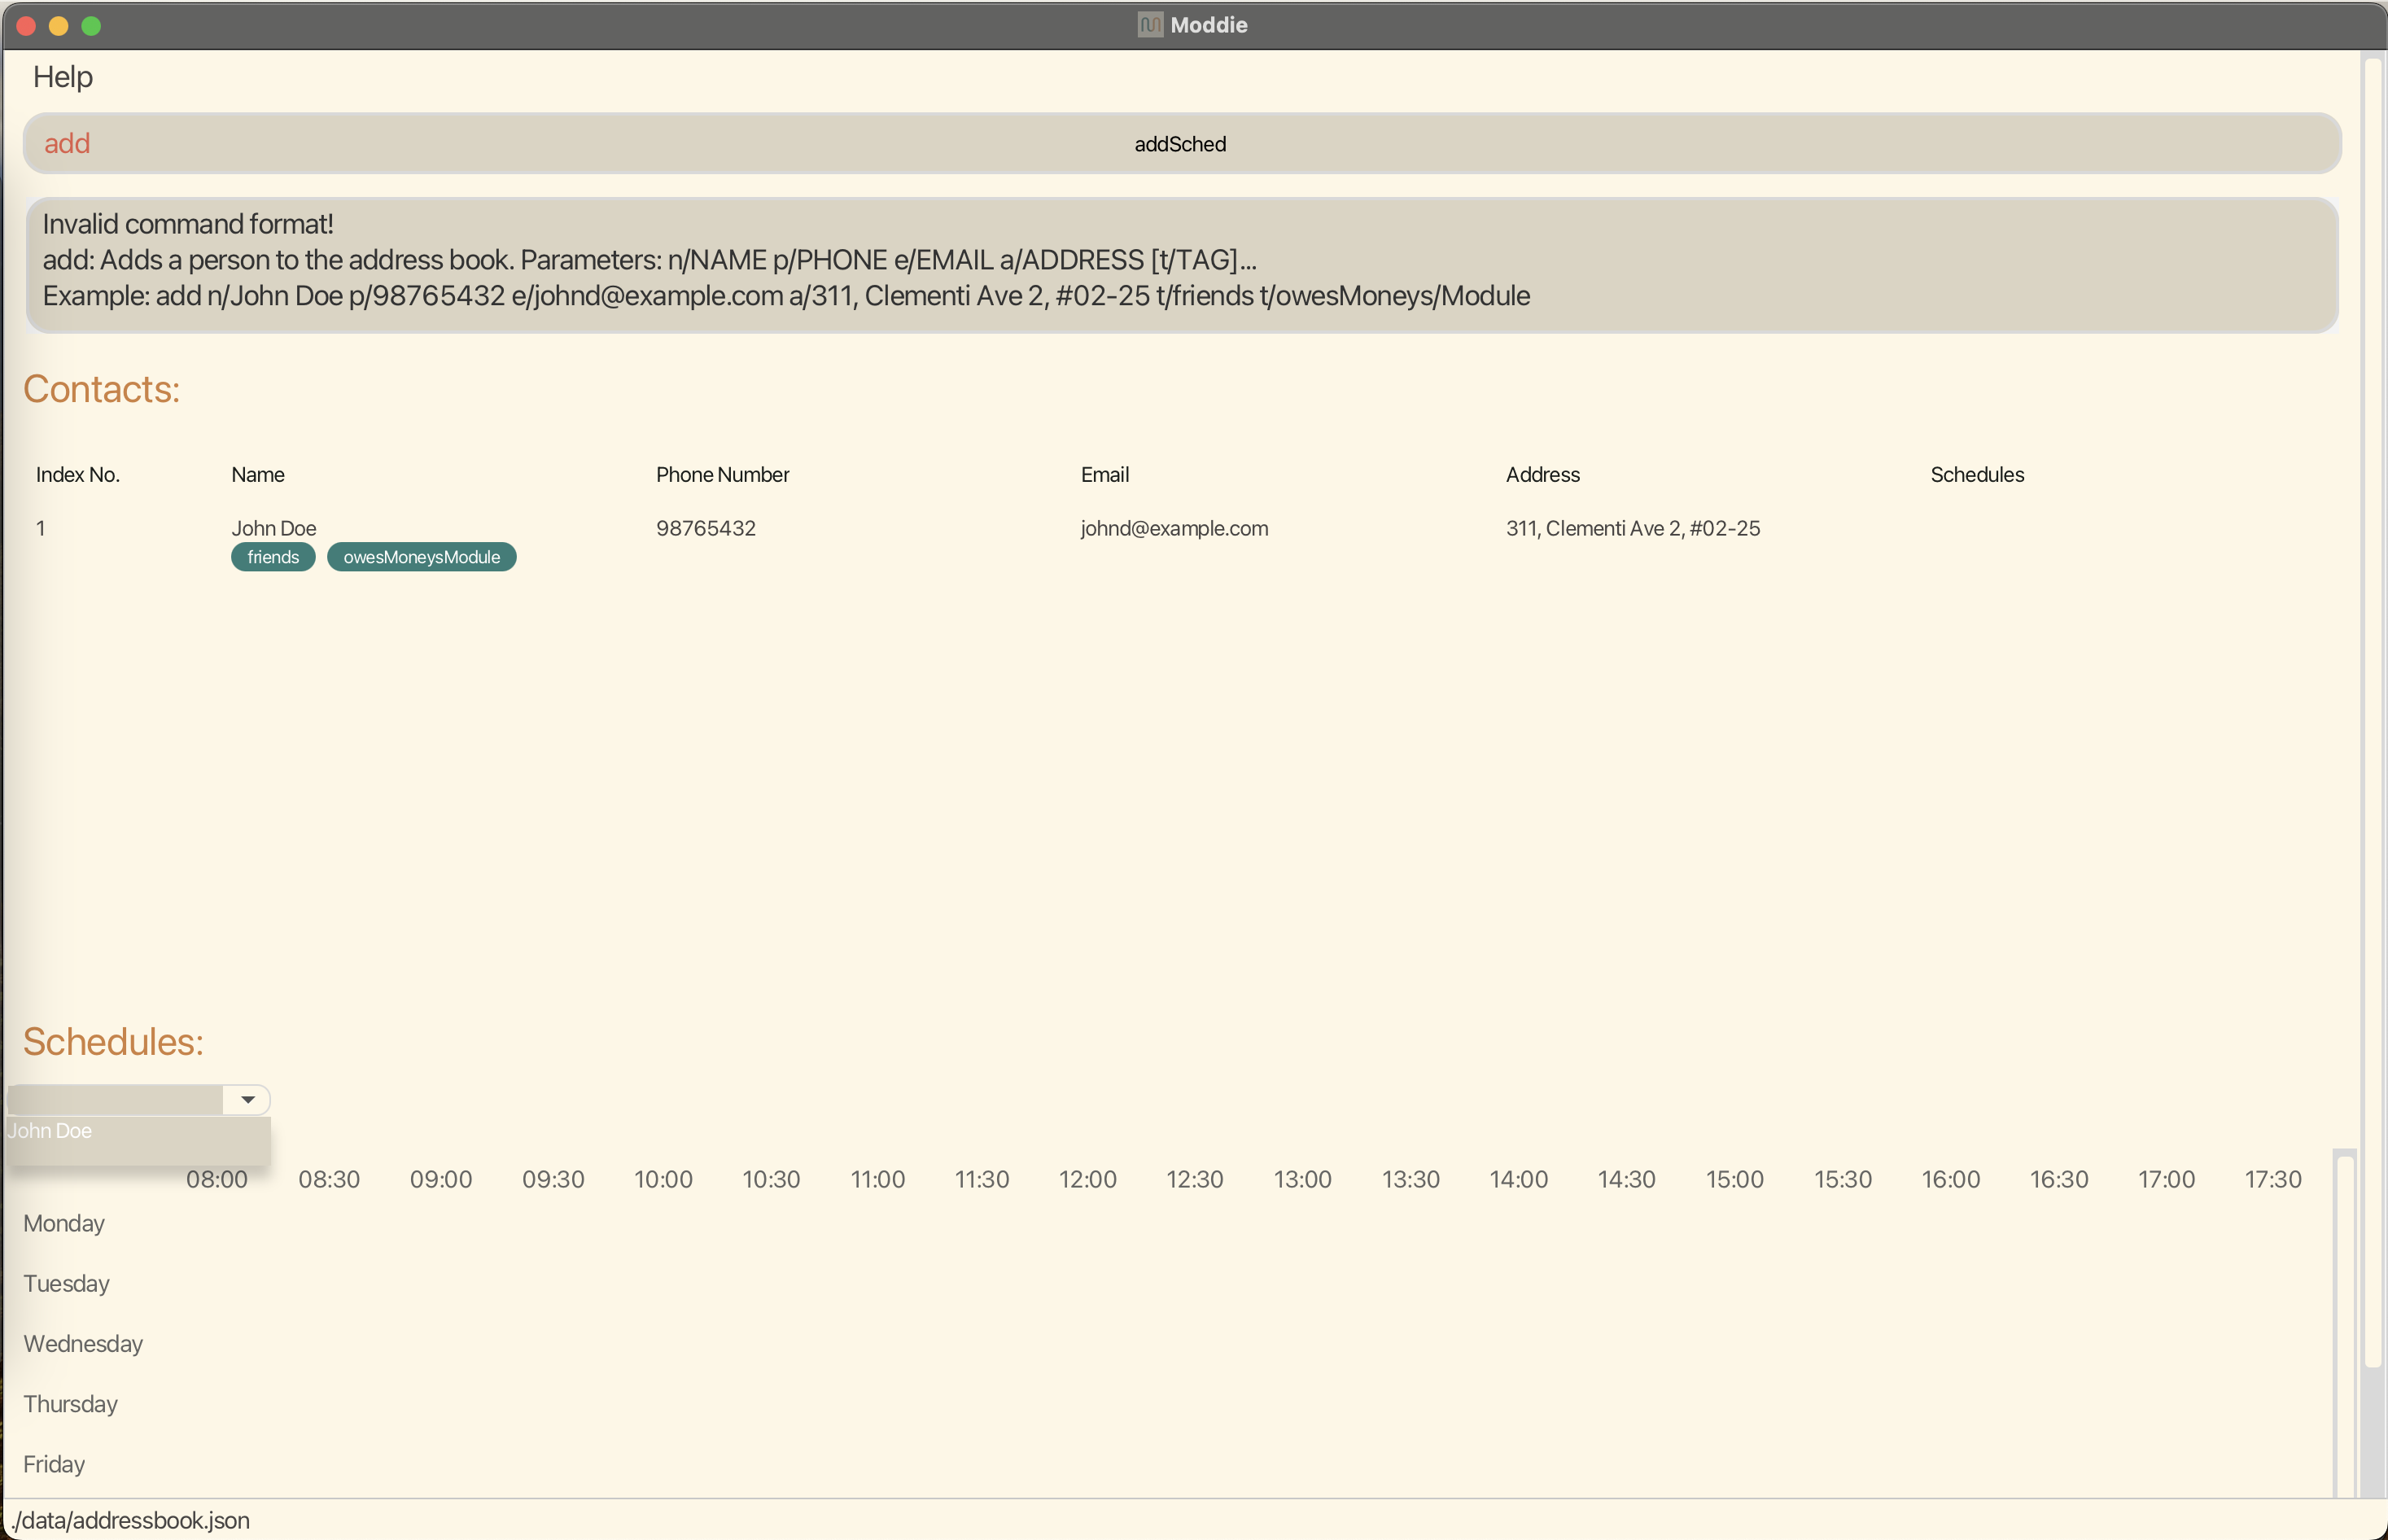 Moddie
Help
add addSched
Invalid command format!
add: Adds a person to the address book. Parameters: n/NAME p/PHONE e/EMAIL a/ADDRESS [t/TAG]...
Example: add n/John Doe p/98765432 e/johnd@example.com a/311, Clementi Ave 2, #02-25 t/friends t/owesMoneys/Module
Contacts:
Index No. Name Phone Number Email Address Schedules
1 John Doe 98765432 johnd@example.com 311, Clementi Ave 2, #02-25
friends owesMoneysModule
Schedules:
John Doe
08:00 08:30 09:00 09:30 10:00 10:30 11:00 11:30 12:00 12:30 13:00 13:30 14:00 14:30 15:00 15:30 16:00 16:30 17:00 17:30
Monday
Tuesday
Wednesday
Thursday
Friday
./data/addressbook.json